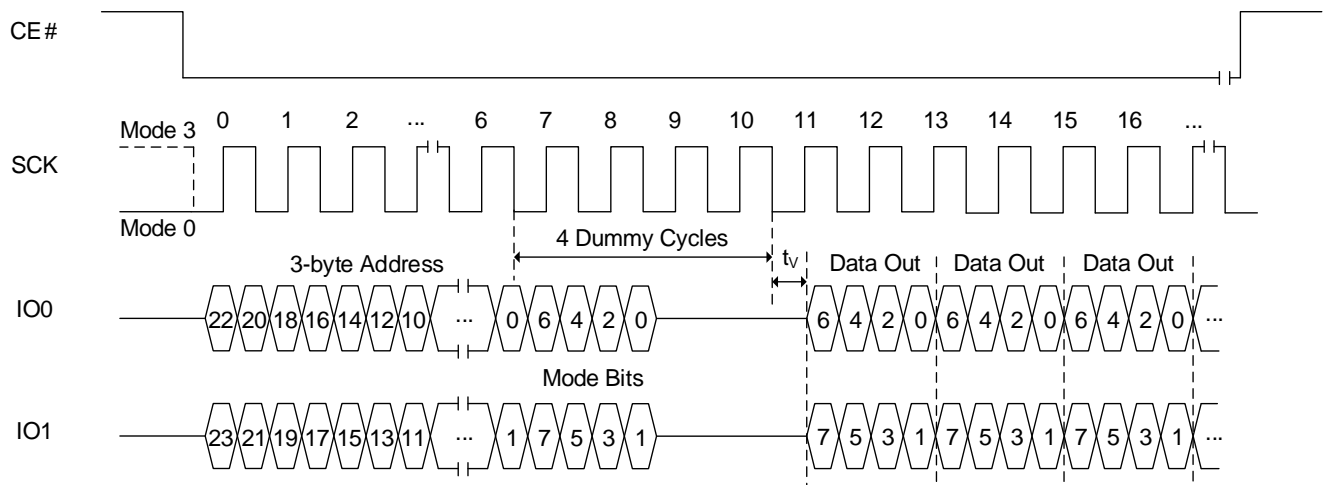 CE#
0 1 2 ... 6 7 8 9 10 11 12 13 14 15 16 ...
Mode 3
SCK
Mode 0
4 Dummy Cycles
3-byte Address
tV
Data Out Data Out Data Out
IO0
22 20 18 16 14 12 10 ... 0 6 4 2 0 6 4 2 0 6 4 2 0 6 4 2 0 ...
Mode Bits
IO1
23 21 19 17 15 13 11 ... 1 7 5 3 1 7 5 3 1 7 5 3 1 7 5 3 1 ...